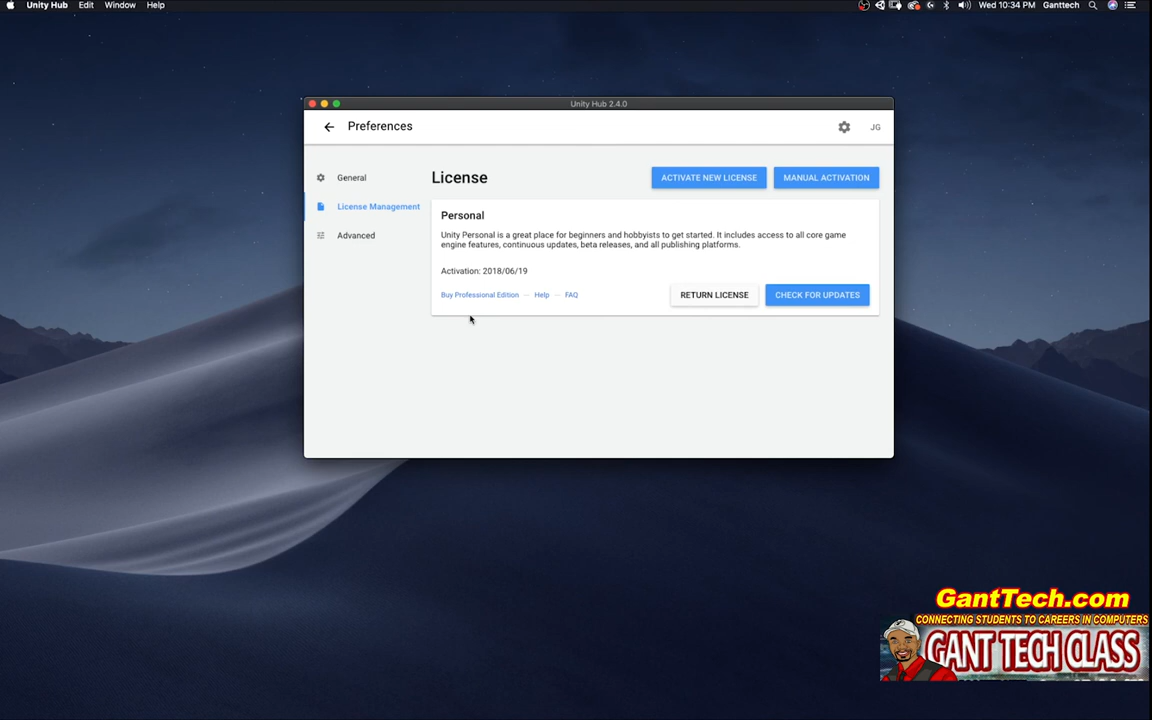 Unity Hub Edit Window Help
Wed 10:34 PM Ganttech
Unity Hub 2.4.0
Preferences
JG
General
License Management
Advanced
License
ACTIVATE NEW LICENSE
MANUAL ACTIVATION
Personal
Unity Personal is a great place for beginners and hobbyists to get started. It includes access to all core game
engine features, continuous updates, beta releases, and all publishing platforms.
Activation: 2018/06/19
Buy Professional Edition — Help — FAQ
RETURN LICENSE
CHECK FOR UPDATES
GantTech.com
CONNECTING STUDENTS TO CAREERS IN COMPUTERS
GANT TECH CLASS